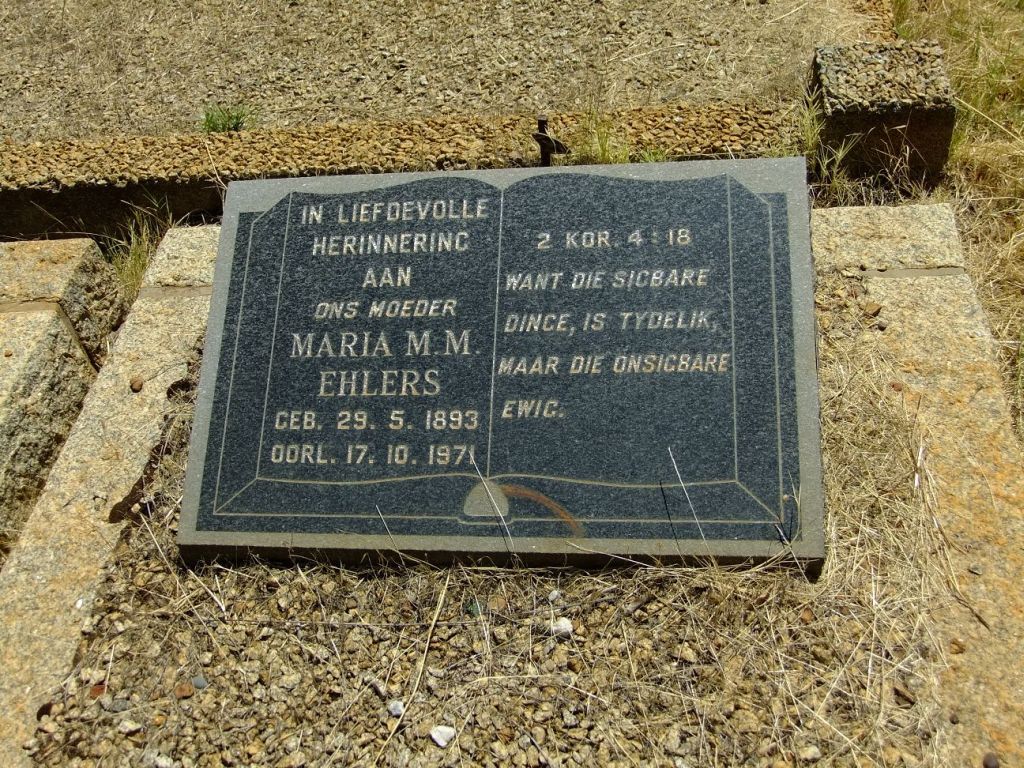 IN LIEFDEVOLLE
HERINNERING
AAN
ONS MOEDER
MARIA M.M.
EHLERS
GEB. 29. 5. 1893
OORL. 17. 10. 1971
2 KOR. 4:18
WANT DIE SIGBARE
DINGE, IS TYDELIK,
MAAR DIE ONSIGBARE
EWIG.